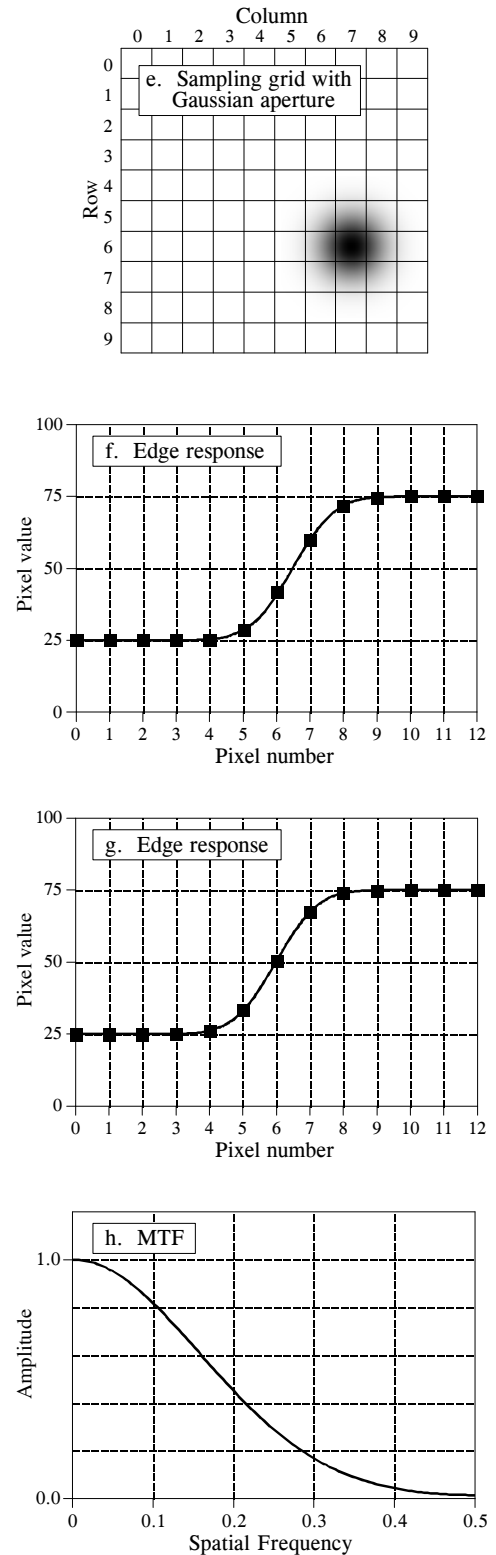 Column
0 1 2 3 4 5 6 7 8 9
e. Sampling grid with
Gaussian aperture
Row
0
1
2
3
4
5
6
7
8
9
f. Edge response
Pixel value
100
75
50
25
0
0 1 2 3 4 5 6 7 8 9 10 11 12
Pixel number
g. Edge response
Pixel value
100
75
50
25
0
0 1 2 3 4 5 6 7 8 9 10 11 12
Pixel number
h. MTF
Amplitude
1.0
0.0
0 0.1 0.2 0.3 0.4 0.5
Spatial Frequency